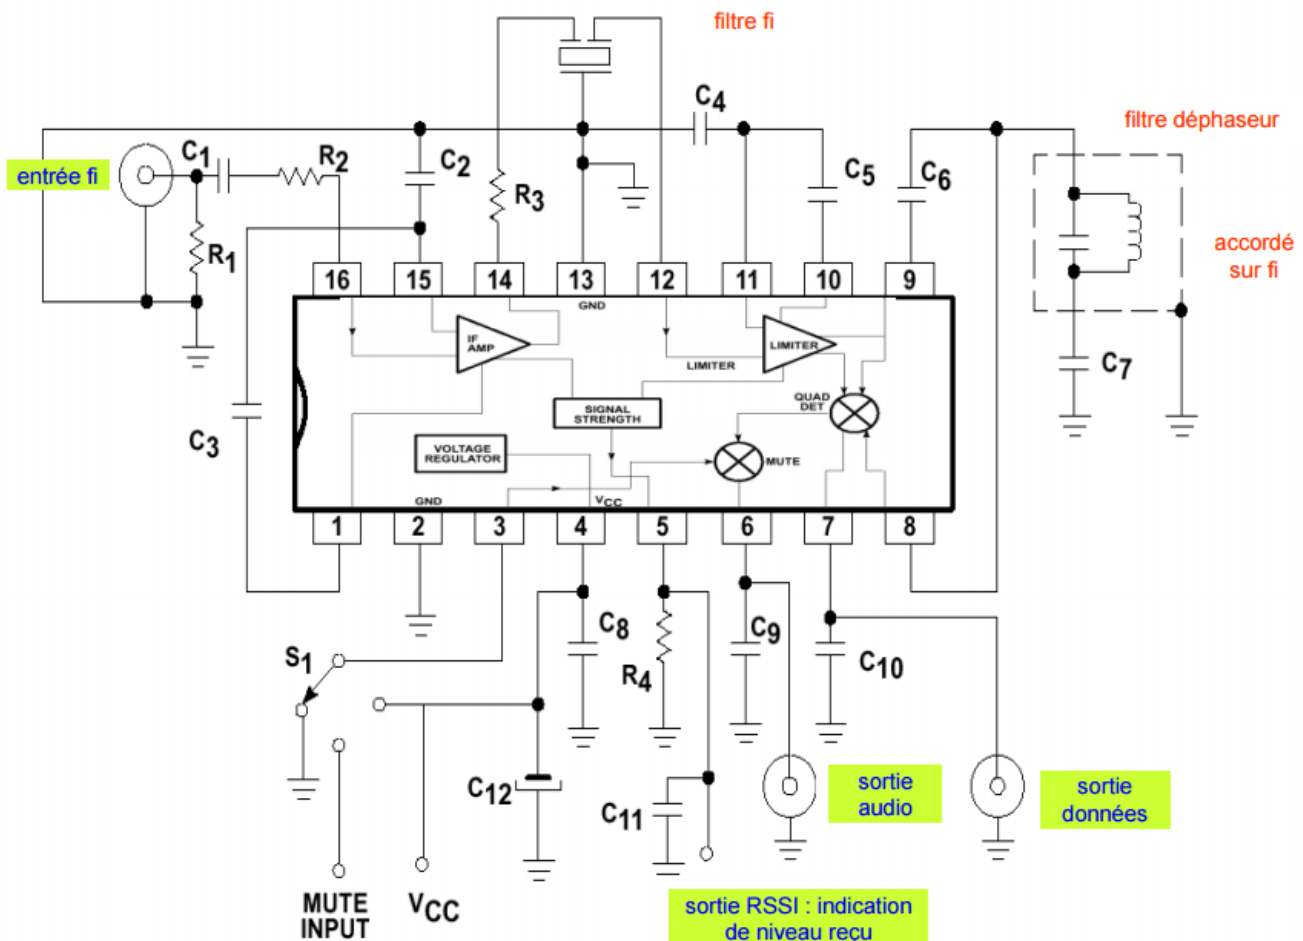 filtre fi
C4
filtre déphaseur
entrée fi
C1
R2
C2
R3
C5
C6
R1
accordé
sur fi
16
15
14
13
12
11
10
9
GND
IF
AMP
LIMITER
LIMITER
C7
C3
SIGNAL
STRENGTH
QUAD
DET
VOLTAGE
REGULATOR
MUTE
GND
VCC
1
2
3
4
5
6
7
8
S1
C8
R4
C9
C10
C12
C11
sortie
audio
sortie
données
MUTE
INPUT
VCC
sortie RSSI : indication
de niveau reçu